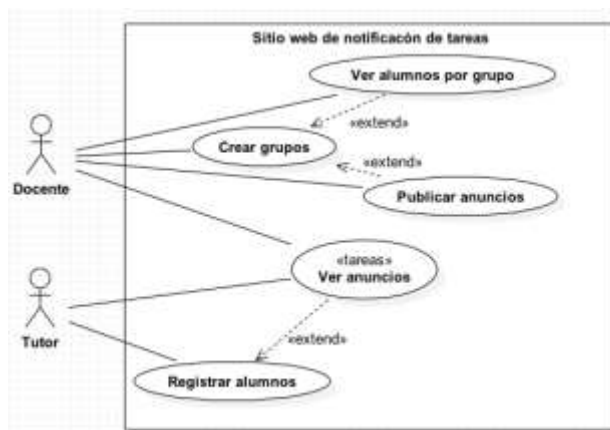 Sitio web de notificacón de tareas
Ver alumnos por grupo
«extend»
Crear grupos
«extend»
Docente
Publicar anuncios
«tareas»
Ver anuncios
Tutor
«extend»
Registrar alumnos